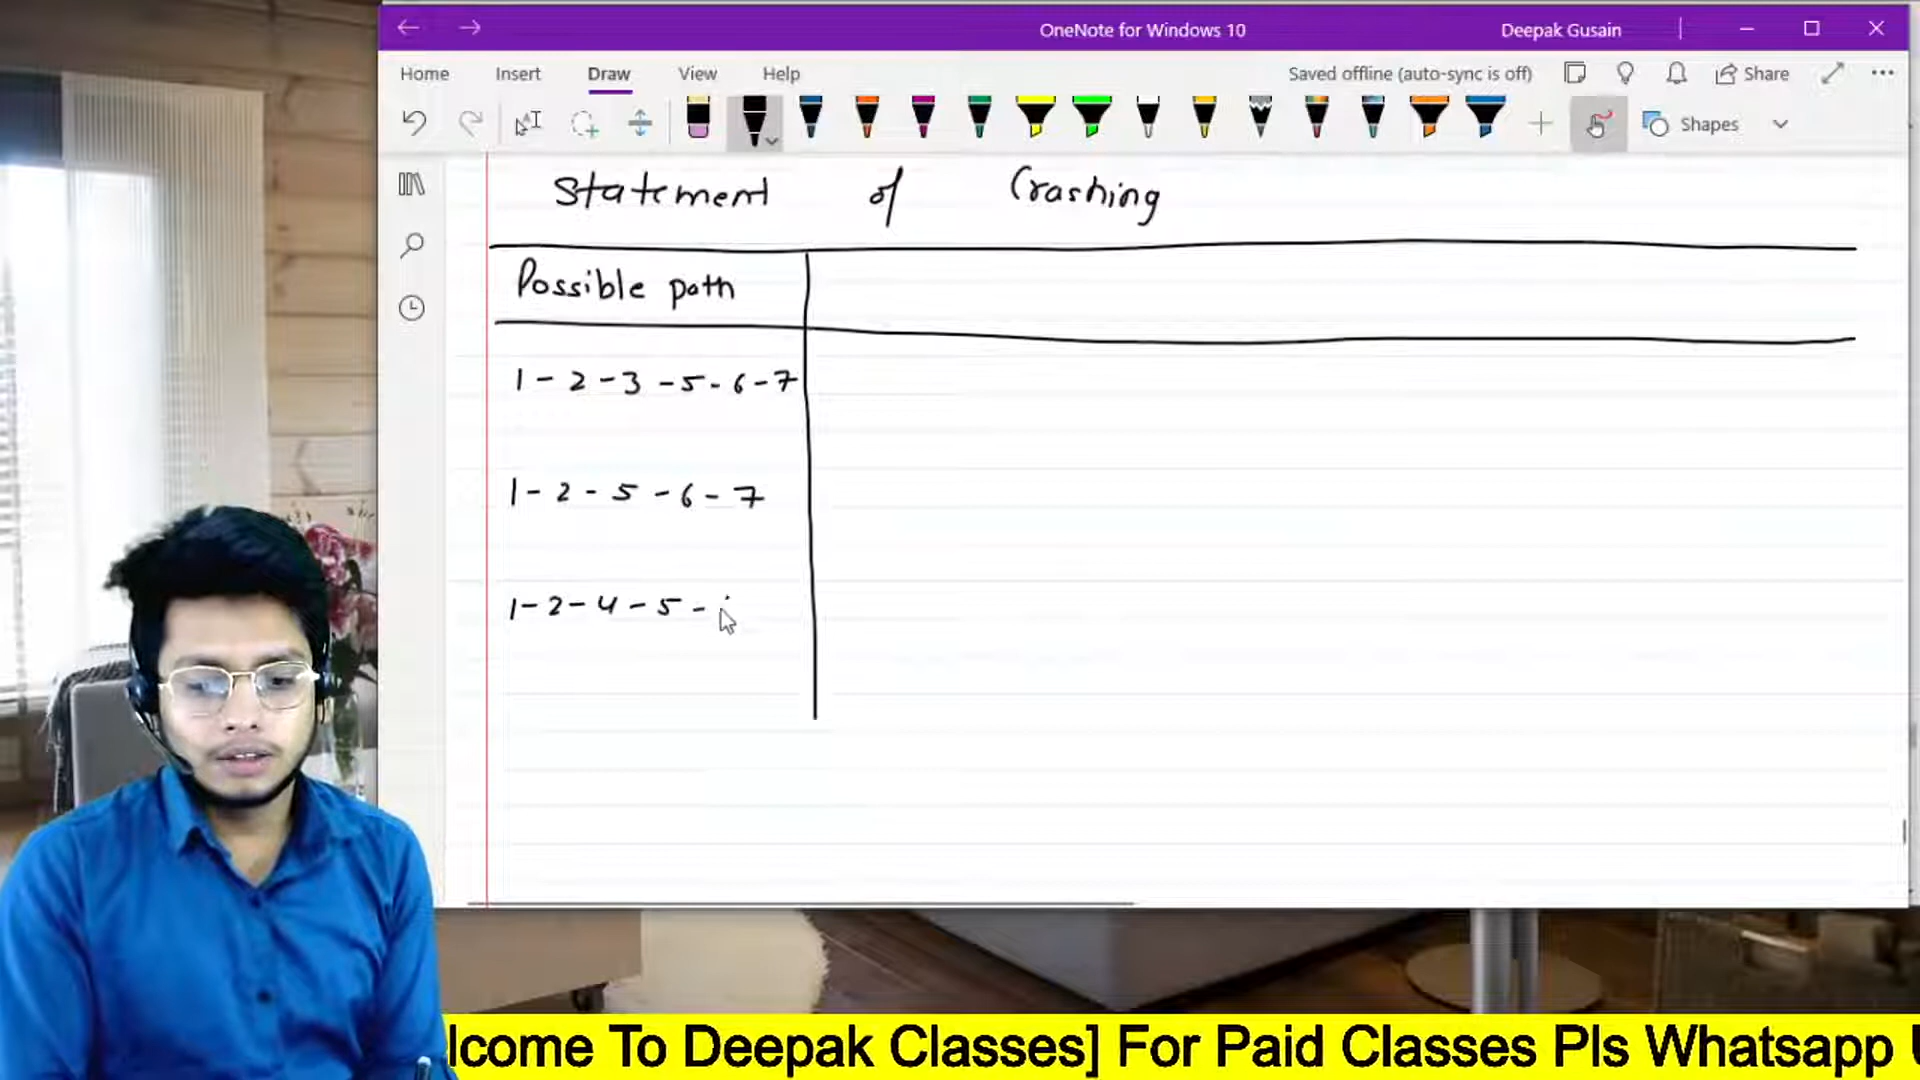 OneNote for Windows 10 Deepak Gusain
Home Insert Draw View Help Saved offline (auto-sync is off) Share
Shapes
Statement of Crashing
Possible path
1 - 2 - 3 - 5 - 6 - 7
1 - 2 - 5 - 6 - 7
1 - 2 - 4 - 5 -
lcome To Deepak Classes] For Paid Classes Pls Whatsapp U